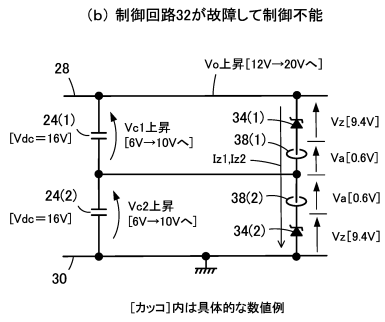 (b) 制御回路32が故障して制御不能
28
Vo上昇[12V→20Vへ]
24(1)
[Vdc=16V]
Vc1上昇
[6V→10Vへ]
34(1)
Vz[9.4V]
38(1)
Iz1,Iz2
Va[0.6V]
24(2)
[Vdc=16V]
Vc2上昇
[6V→10Vへ]
38(2)
Va[0.6V]
34(2)
Vz[9.4V]
30
[カッコ]内は具体的な数値例